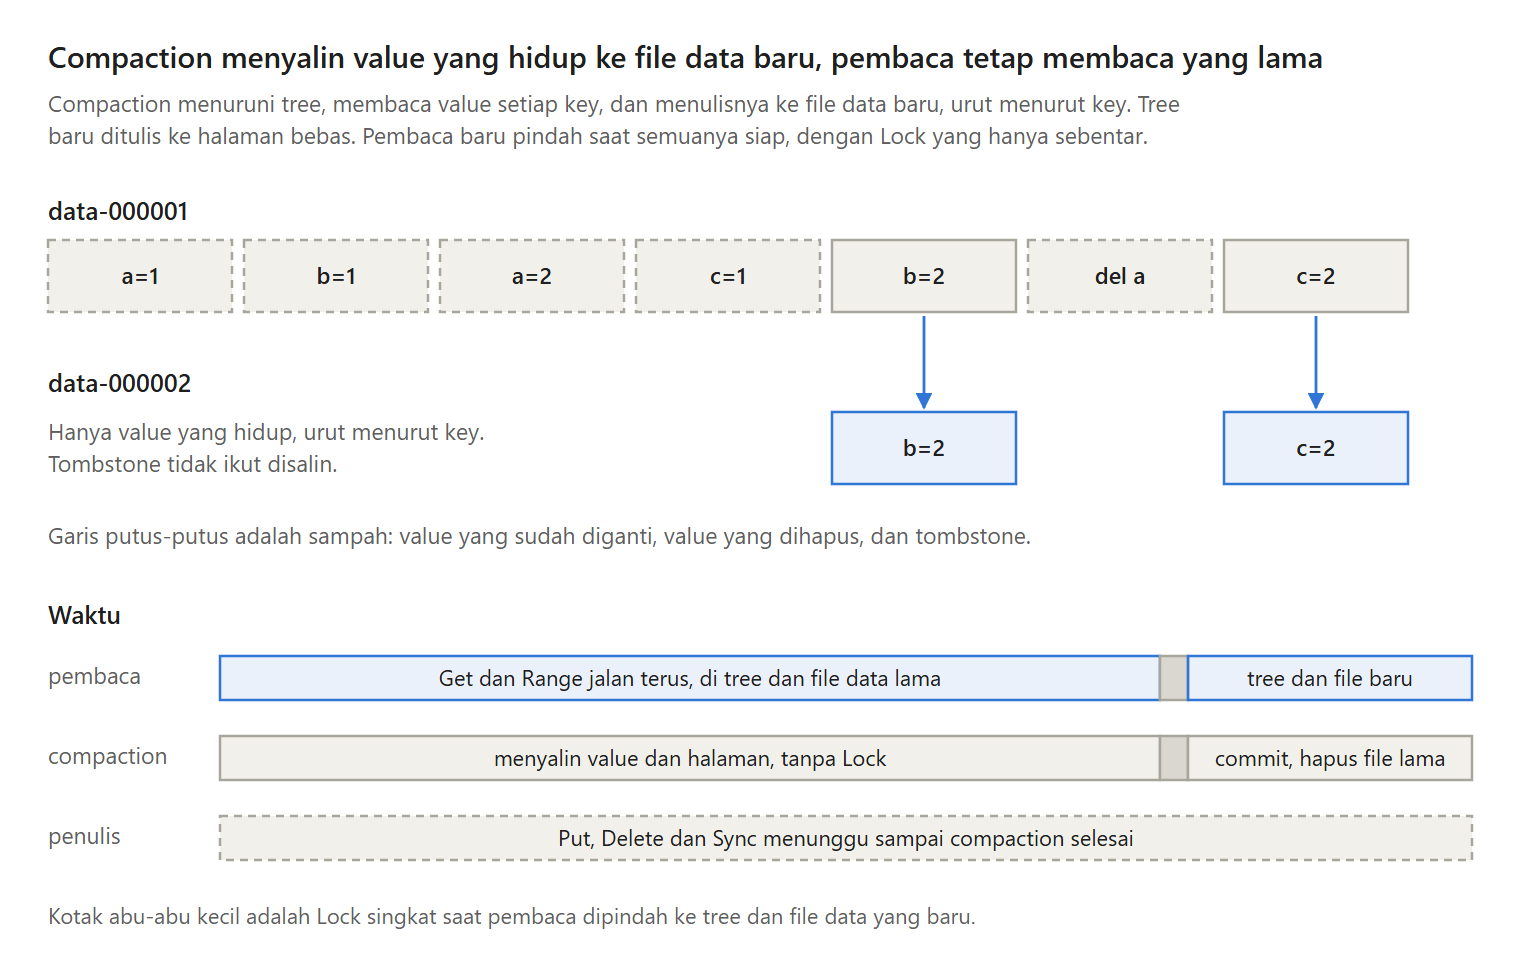 Compaction menyalin value yang hidup ke file data baru, pembaca tetap membaca yang lama
Compaction menuruni tree, membaca value setiap key, dan menulisnya ke file data baru, urut menurut key. Tree
baru ditulis ke halaman bebas. Pembaca baru pindah saat semuanya siap, dengan Lock yang hanya sebentar.
data-000001
a=1
b=1
a=2
c=1
b=2
del a
c=2
data-000002
Hanya value yang hidup, urut menurut key.
Tombstone tidak ikut disalin.
b=2
c=2
Garis putus-putus adalah sampah: value yang sudah diganti, value yang dihapus, dan tombstone.
Waktu
pembaca
Get dan Range jalan terus, di tree dan file data lama
tree dan file baru
compaction
menyalin value dan halaman, tanpa Lock
commit, hapus file lama
penulis
Put, Delete dan Sync menunggu sampai compaction selesai
Kotak abu-abu kecil adalah Lock singkat saat pembaca dipindah ke tree dan file data yang baru.